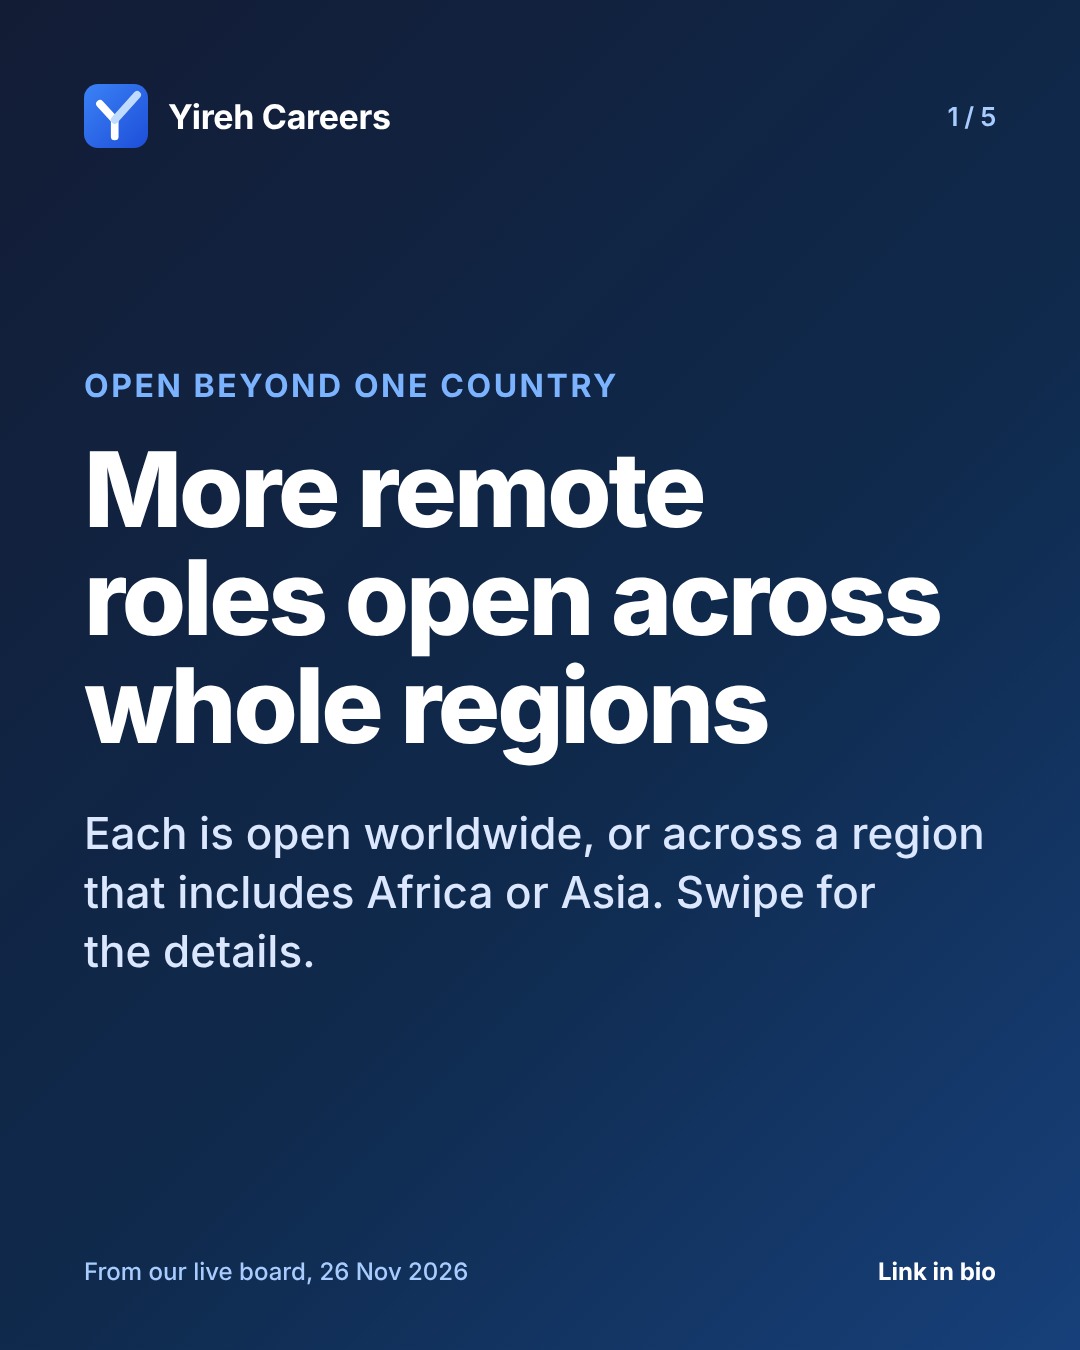 Yireh Careers
1 / 5
OPEN BEYOND ONE COUNTRY
More remote
roles open across
whole regions
Each is open worldwide, or across a region
that includes Africa or Asia. Swipe for
the details.
From our live board, 26 Nov 2026
Link in bio